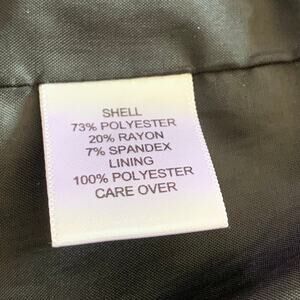 SHELL
73% POLYESTER
20% RAYON
7% SPANDEX
LINING
100% POLYESTER
CARE OVER